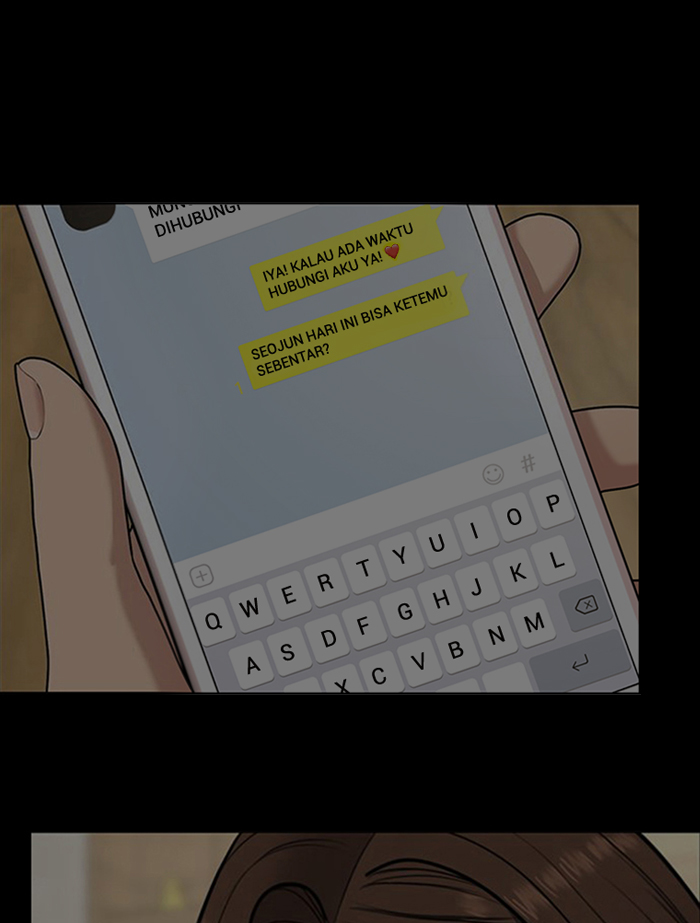 DIHUBUNGI
IYA! KALAU ADA WAKTU
HUBUNGI AKU YA! ❤️
SEOJUN HARI INI BISA KETEMU
SEBENTAR?
1
#
Q W E R T Y U I O P
A S D F G H J K L
X C V B N M